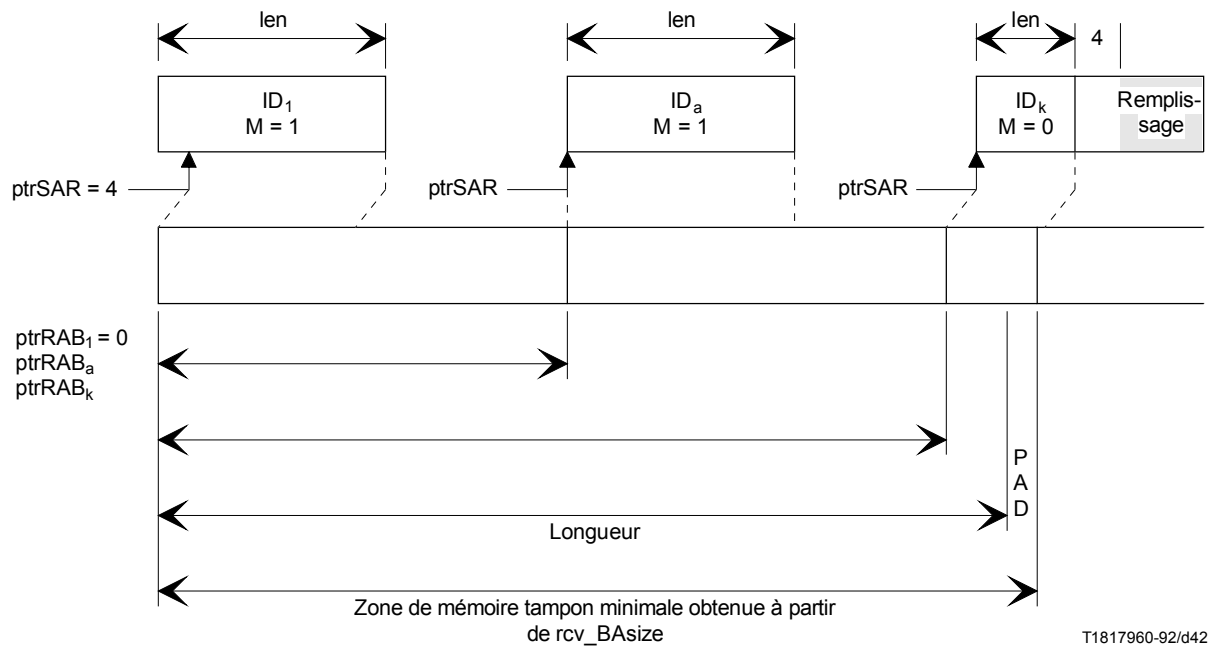 len
len
len
4
ID1
M = 1
IDa
M = 1
IDk
M = 0
Remplis-
sage
ptrSAR = 4
ptrSAR
ptrSAR
ptrRAB1 = 0
ptrRABa
ptrRABk
P
A
D
Longueur
Zone de mémoire tampon minimale obtenue à partir
de rcv_BAsize
T1817960-92/d42